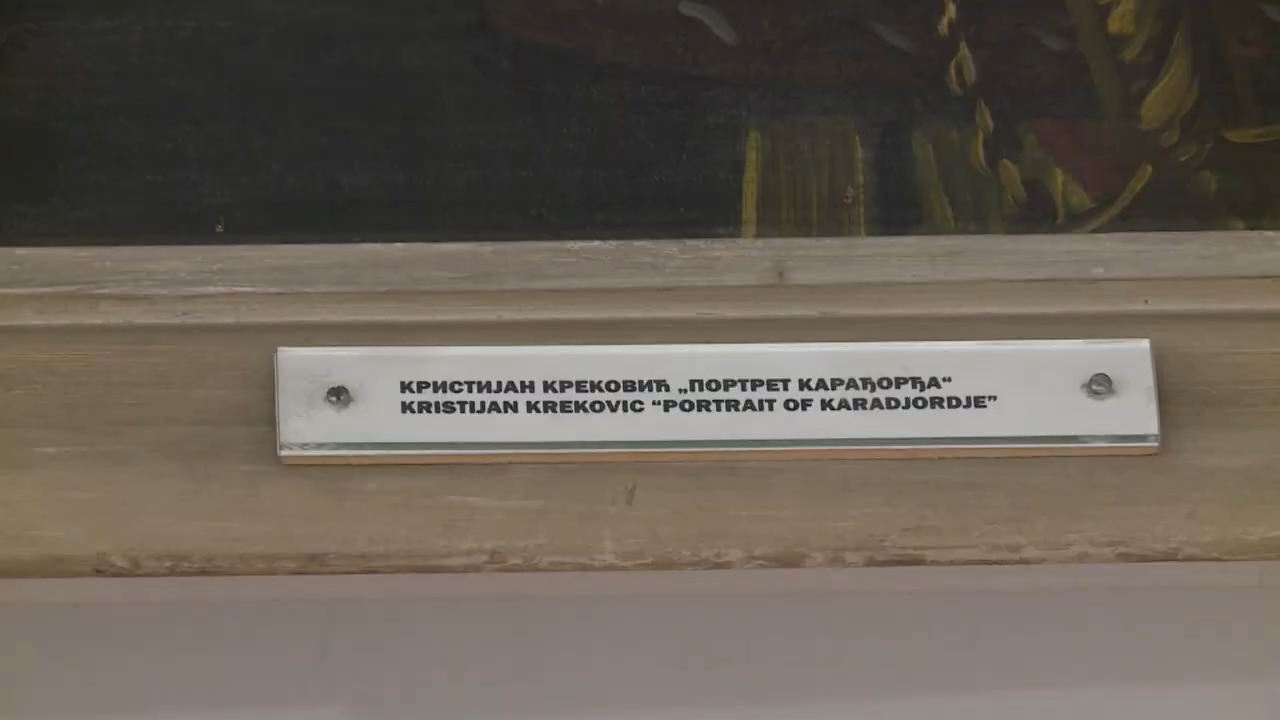 КРИСТИЈАН КРЕКОВИЋ „ПОРТРЕТ КАРАЂОРЂА“
KRISTIJAN KREKOVIC “PORTRAIT OF KARADJORDJE”